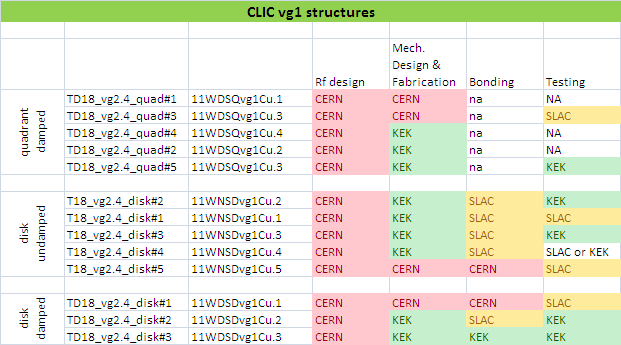 CLIC vg1 structures
Rf design Mech. Design & Fabrication Bonding Testing
quadrant damped
TD18_vg2.4_quad#1 11WDSQvg1Cu.1 CERN CERN na NA
TD18_vg2.4_quad#3 11WDSQvg1Cu.3 CERN CERN na SLAC
TD18_vg2.4_quad#4 11WDSQvg1Cu.4 CERN KEK na NA
TD18_vg2.4_quad#2 11WDSQvg1Cu.2 CERN KEK na NA
TD18_vg2.4_quad#5 11WDSQvg1Cu.3 CERN KEK na KEK
disk undamped
T18_vg2.4_disk#2 11WNSDvg1Cu.2 CERN KEK SLAC KEK
T18_vg2.4_disk#1 11WNSDvg1Cu.1 CERN KEK SLAC SLAC
T18_vg2.4_disk#3 11WNSDvg1Cu.3 CERN KEK SLAC KEK
T18_vg2.4_disk#4 11WNSDvg1Cu.4 CERN KEK SLAC SLAC or KEK
T18_vg2.4_disk#5 11WNSDvg1Cu.5 CERN CERN CERN SLAC
disk damped
TD18_vg2.4_disk#1 11WDSDvg1Cu.1 CERN CERN CERN SLAC
TD18_vg2.4_disk#2 11WDSDvg1Cu.2 CERN KEK SLAC KEK
TD18_vg2.4_disk#3 11WDSDvg1Cu.3 CERN KEK KEK KEK